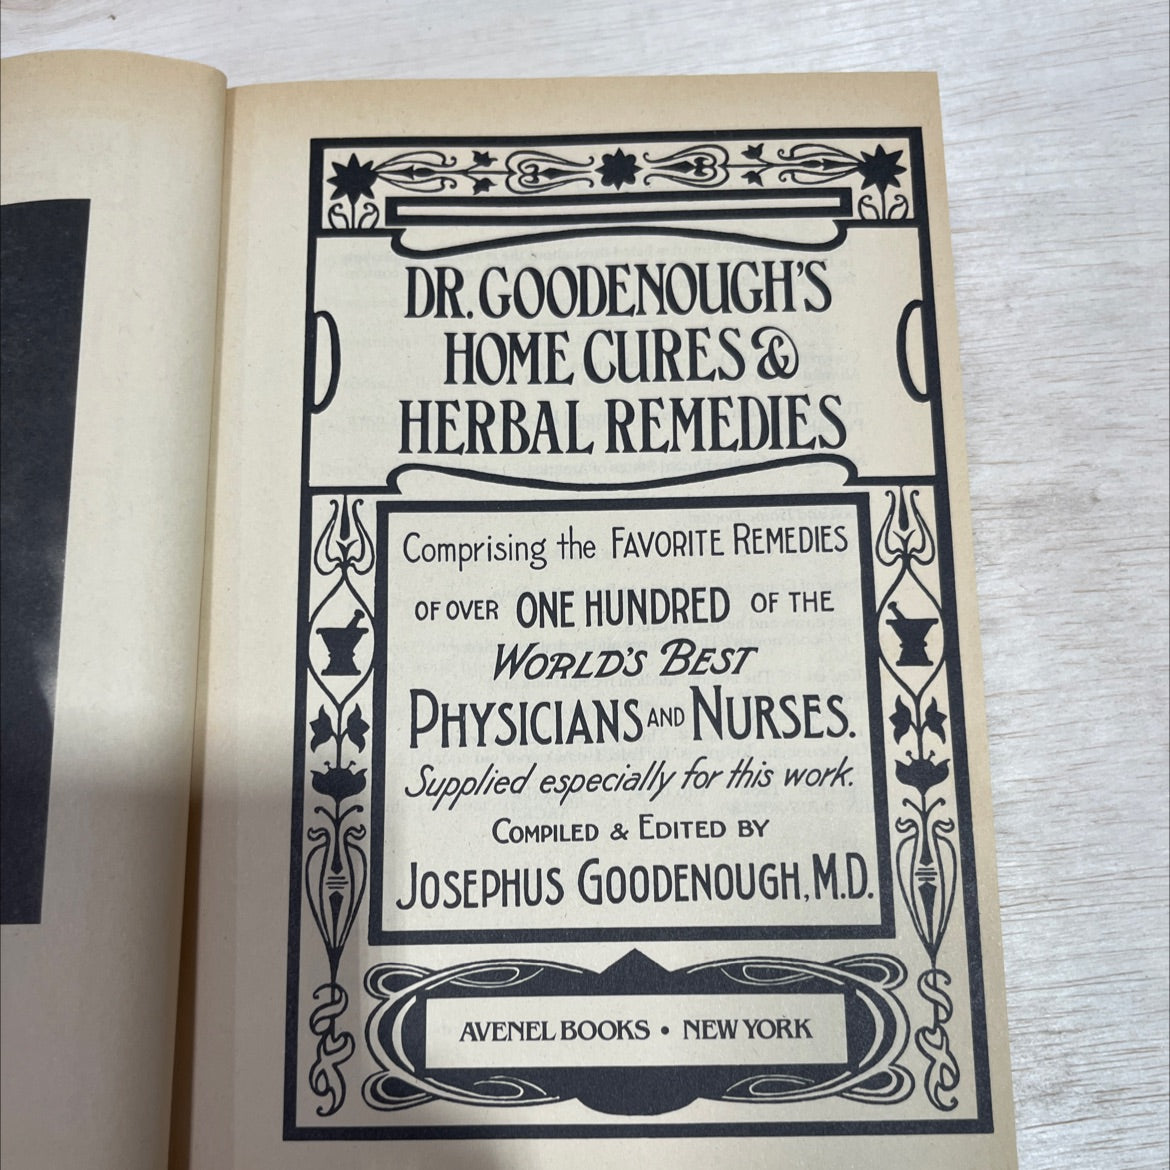 DR. GOODENOUGH'S
HOME CURES &
HERBAL REMEDIES
Comprising the FAVORITE REMEDIES
OF OVER ONE HUNDRED OF THE
WORLD'S BEST
PHYSICIANS AND NURSES.
Supplied especially for this work.
COMPILED & EDITED BY
JOSEPHUS GOODENOUGH, M.D.
AVENEL BOOKS • NEW YORK